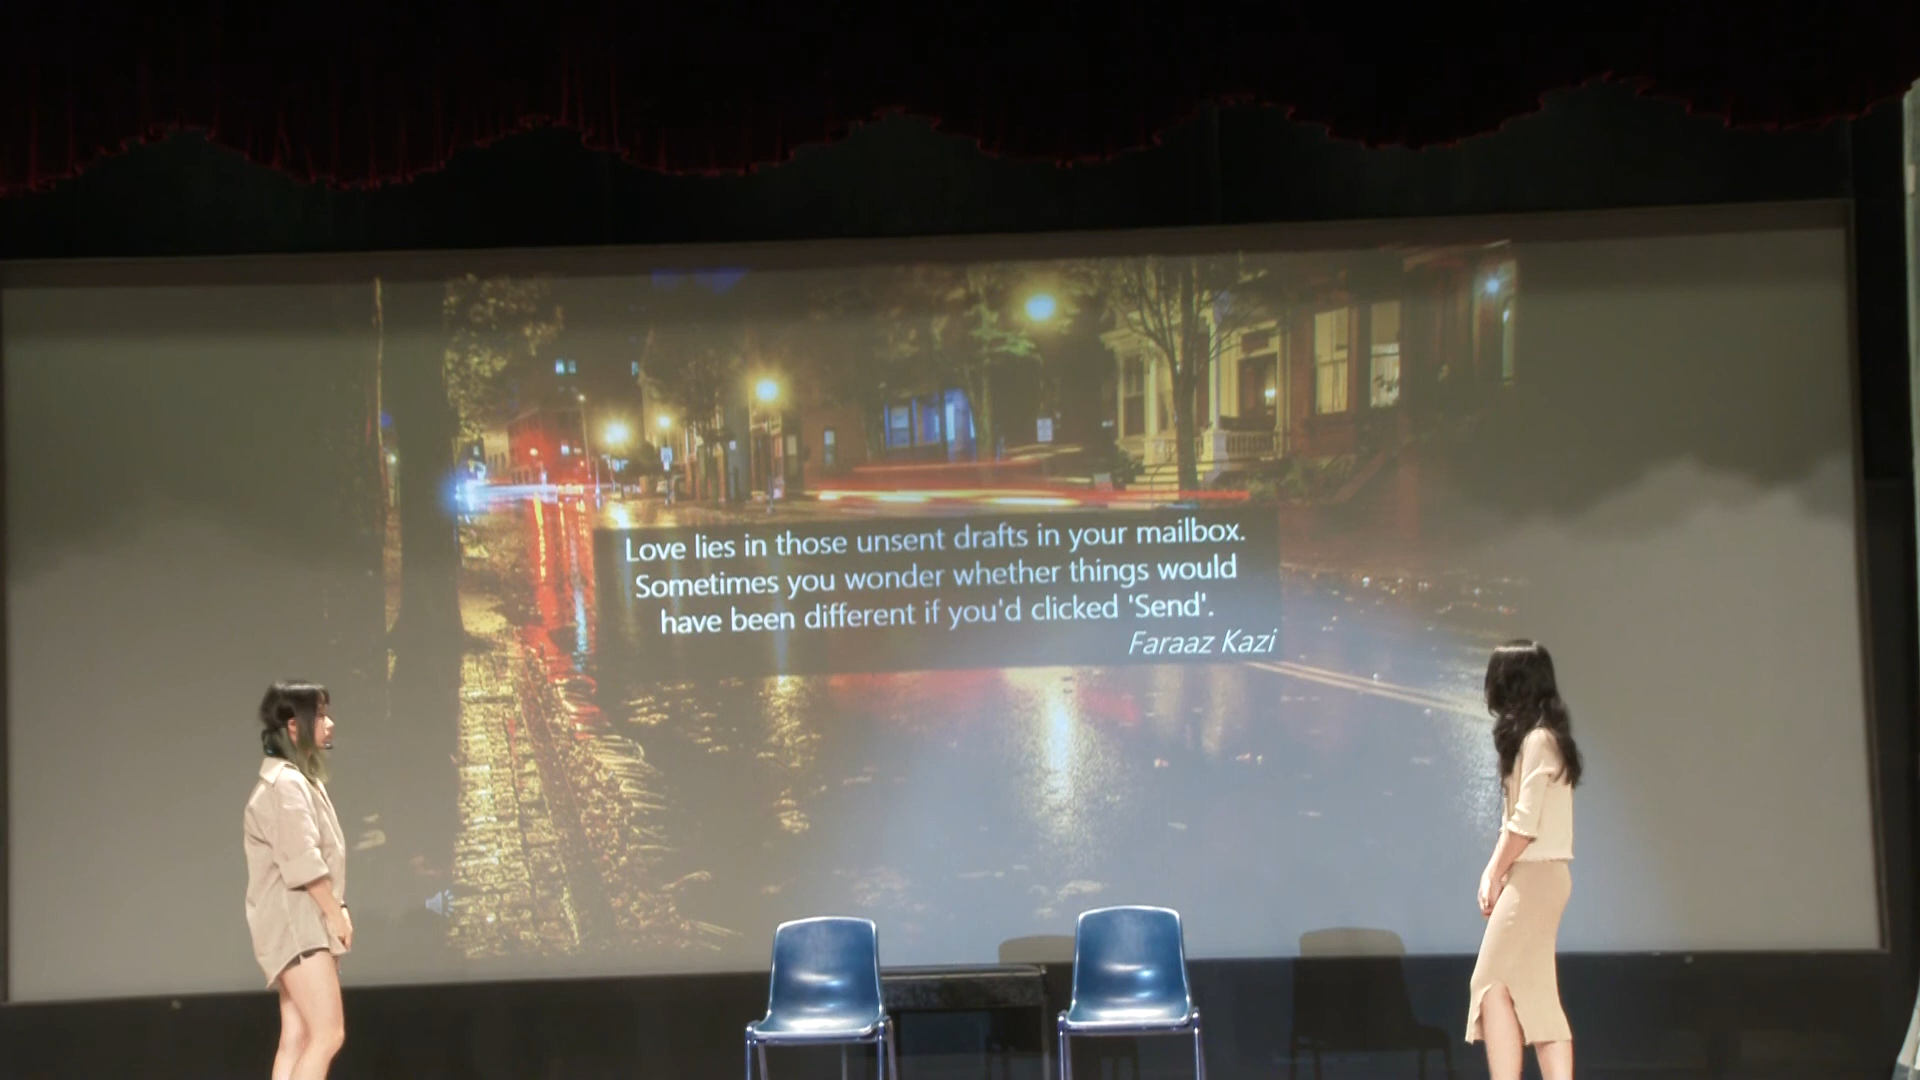 Love lies in those unsent drafts in your mailbox.
Sometimes you wonder whether things would
have been different if you'd clicked 'Send'.
Faraaz Kazi